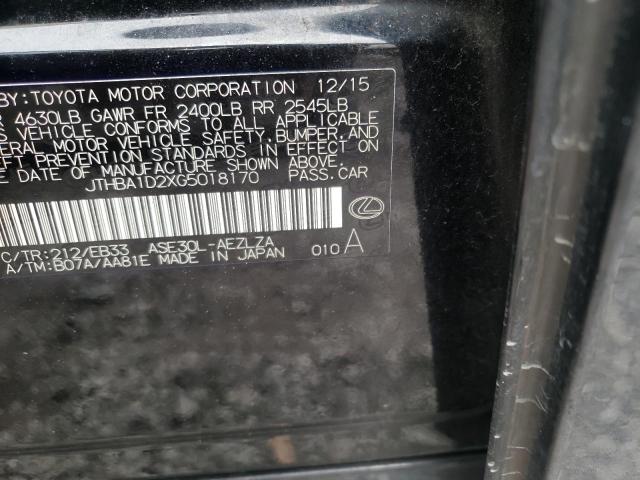 BY:TOYOTA MOTOR CORPORATION 12/15
4630LB GAWR FR 2400LB RR 2545LB
VEHICLE CONFORMS TO ALL APPLICABLE
MOTOR VEHICLE SAFETY, BUMPER, AND
PREVENTION STANDARDS IN EFFECT ON
DATE OF MANUFACTURE SHOWN ABOVE.
JTHBA1D2XG5018170 PASS.CAR
C/TR:212/EB33 ASE30L-AEZLZA
A/TM:B07A/AA81E MADE IN JAPAN 010 A